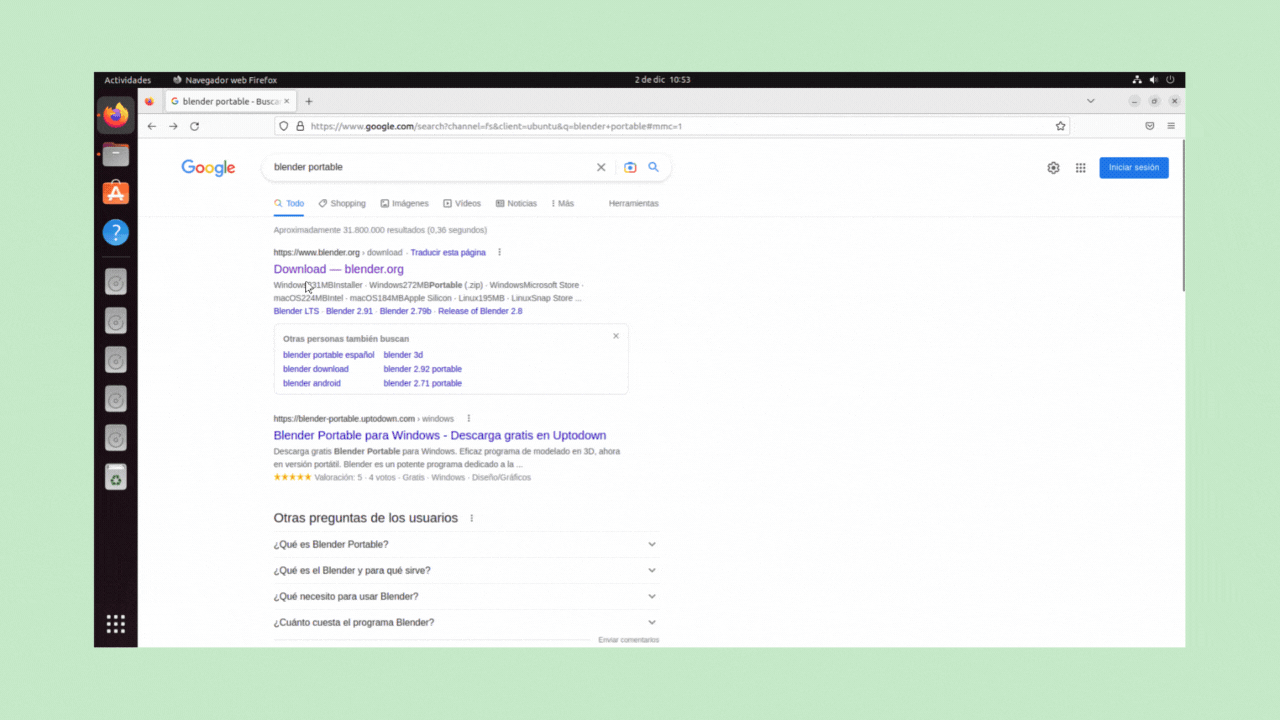 Actividades Navegador web Firefox 2 de dic 10:53
blender portable - Busca
https://www.google.com/search?channel=fs&client=ubuntu&q=blender+portable#mmc=1
Google blender portable Iniciar sesión
Todo Shopping Imágenes Vídeos Noticias Más Herramientas
Aproximadamente 31.800.000 resultados (0,36 segundos)
https://www.blender.org › download · Traducir esta página
Download — blender.org
31MBInstaller · Windows272MBPortable (.zip) · WindowsMicrosoft Store ·
macOS224MBIntel · macOS184MBApple Silicon · Linux195MB · LinuxSnap Store ...
Blender LTS · Blender 2.91 · Blender 2.79b · Release of Blender 2.8
Otras personas también buscan
blender portable español blender 3d
blender download blender 2.92 portable
blender android blender 2.71 portable
https://blender-portable.uptodown.com › windows
Blender Portable para Windows - Descarga gratis en Uptodown
Descarga gratis Blender Portable para Windows. Eficaz programa de modelado en 3D, ahora
en versión portátil. Blender es un potente programa dedicado a la ...
★★★★★ Valoración: 5 · 4 votos · Gratis · Windows · Diseño/Gráficos
Otras preguntas de los usuarios
¿Qué es Blender Portable?
¿Qué es el Blender y para qué sirve?
¿Qué necesito para usar Blender?
¿Cuánto cuesta el programa Blender?
Enviar comentarios